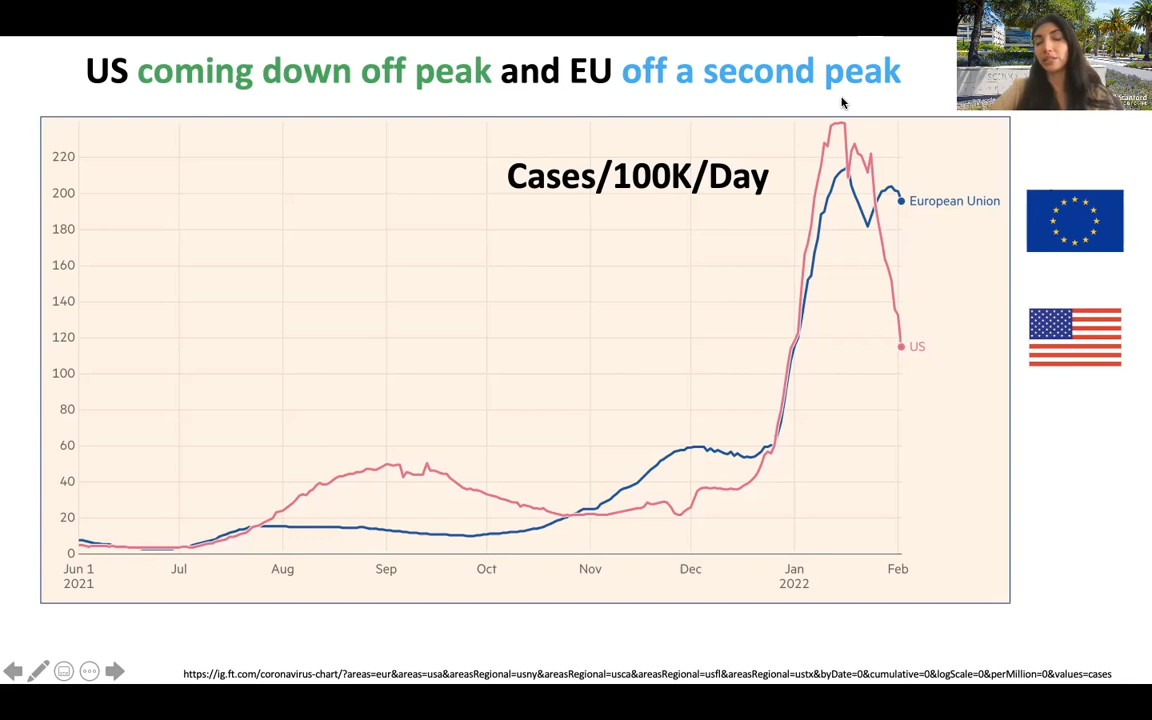 US coming down off peak and EU off a second peak
Stanford
Cases/100K/Day
220
200
180
160
140
120
100
80
60
40
20
0
European Union
US
Jun 1
2021
Jul
Aug
Sep
Oct
Nov
Dec
Jan
2022
Feb
https://ig.ft.com/coronavirus-chart/?areas=eur&areas=usa&areasRegional=usny&areasRegional=usca&areasRegional=usfl&areasRegional=ustx&byDate=0&cumulative=0&logScale=0&perMillion=0&values=cases